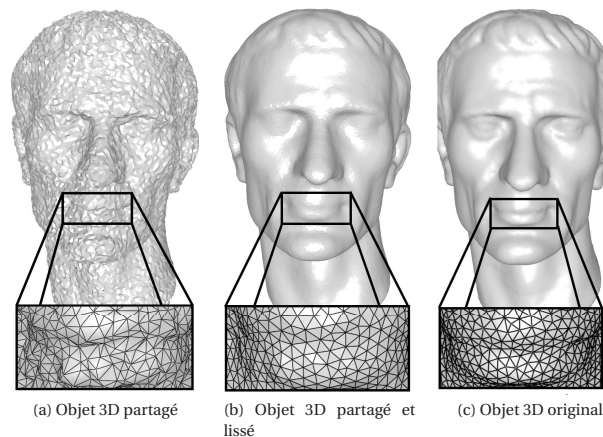 (a) Objet 3D partagé
(b) Objet 3D partagé et
lissé
(c) Objet 3D original